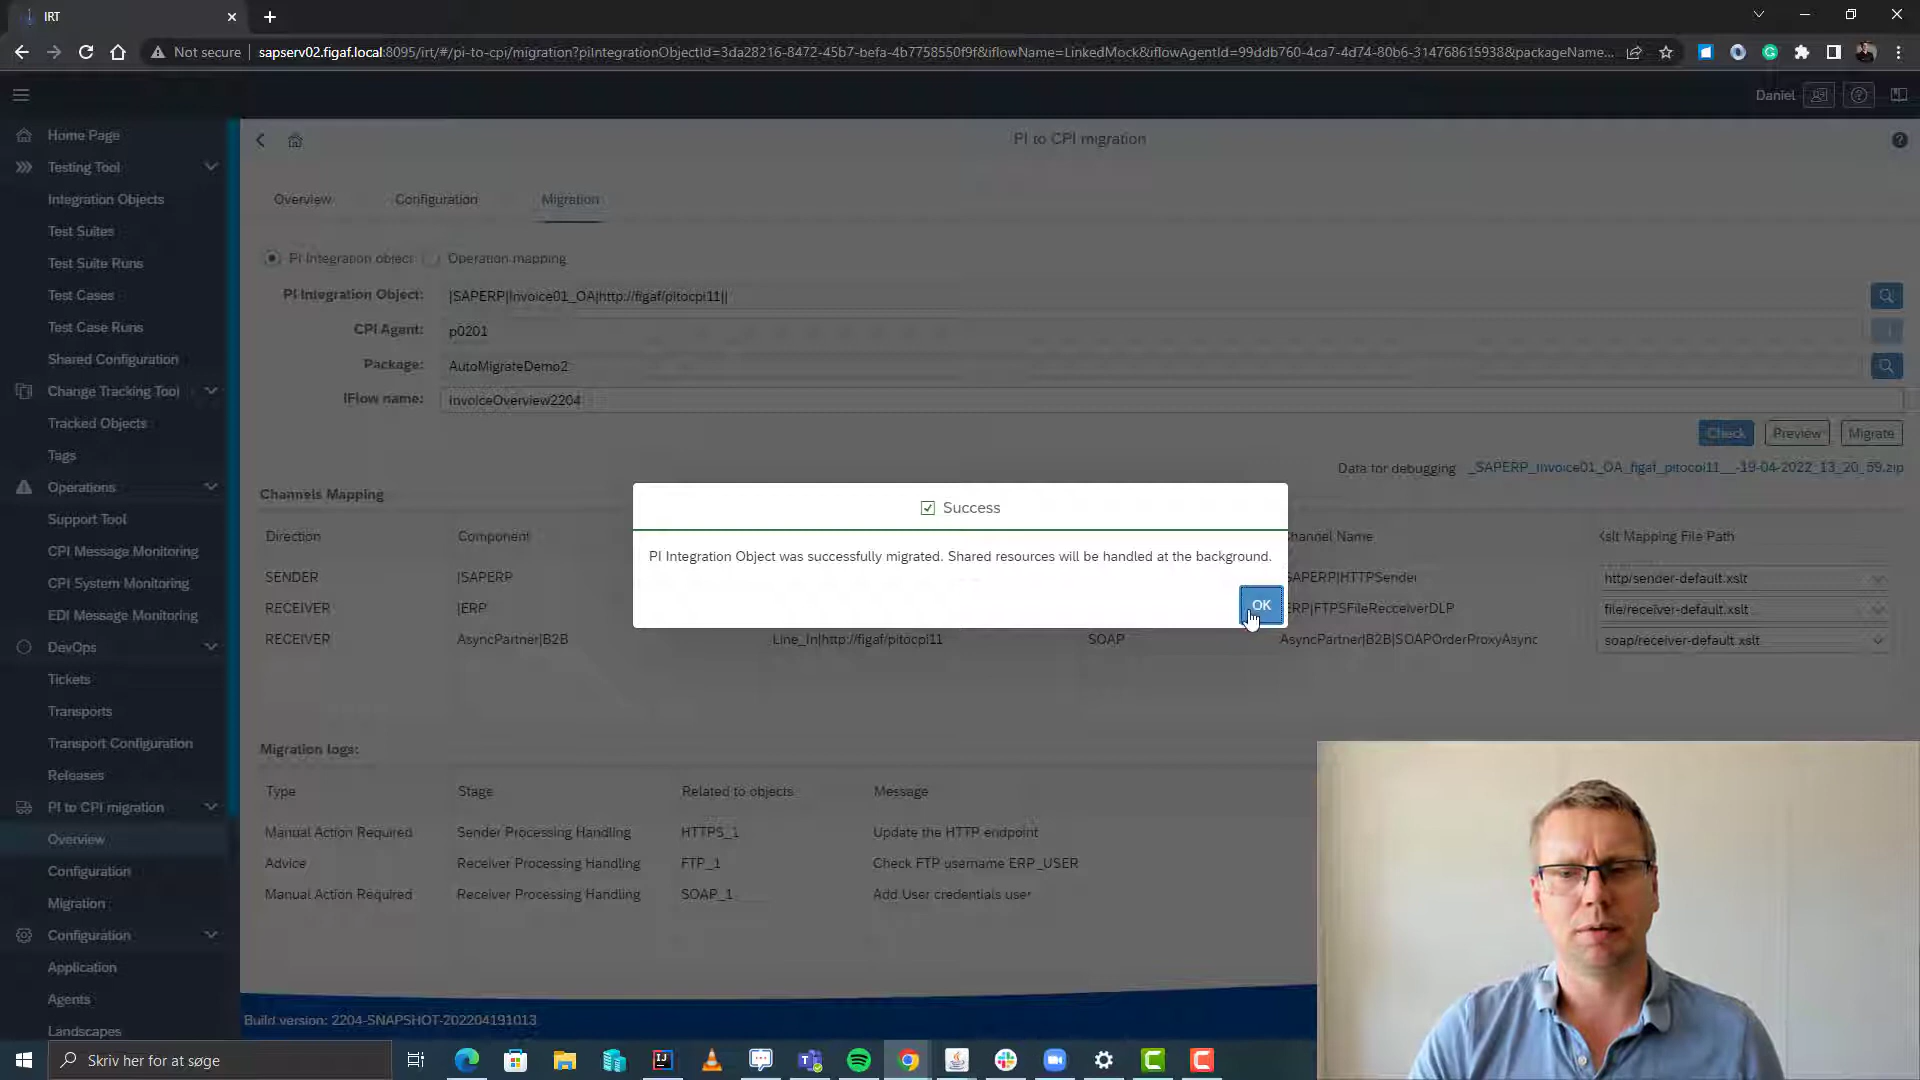 IRT
Not secure sapserv02.figaf.local:8095/irt/#/pi-to-cpi/migration?piIntegrationObjectId=3da28216-8472-45b7-befa-4b7758550f9f&iflowName=LinkedMock&iflowAgentId=99ddb760-4ca7-4d74-80b6-31476861593​8&packageName...
Daniel
Home Page
Testing Tool
Integration Objects
Test Suites
Test Suite Runs
Test Cases
Test Case Runs
Shared Configuration
Change Tracking Tool
Tracked Objects
Tags
Operations
Support Tool
CPI Message Monitoring
CPI System Monitoring
EDI Message Monitoring
DevOps
Tickets
Transports
Transport Configuration
Releases
PI to CPI migration
Overview
Configuration
Migration
Configuration
Application
Agents
Landscapes
PI to CPI migration
Overview Configuration Migration
PI Integration object Operation mapping
PI Integration Object: |SAPERP|Invoice01_OA|http://figaf/pitocpi11||
CPI Agent: p0201
Package: AutoMigrateDemo2
IFlow name: InvoiceOverview2204
Check Preview Migrate
Data for debugging _SAPERP_Invoice01_OA_figaf_pitocpi11__-19-04-2022_13_20_59.zip
Channels Mapping
Direction Component Channel Name Xslt Mapping File Path
SENDER |SAPERP SAPERP|HTTPSender http/sender-default.xslt
RECEIVER |ERP ERP|FTPSFileRecceiverDLP file/receiver-default.xslt
RECEIVER AsyncPartner|B2B Line_In|http://figaf/pitocpi11 SOAP AsyncPartner|B2B|SOAPOrderProxyAsync soap/receiver-default.xslt
Success
PI Integration Object was successfully migrated. Shared resources will be handled at the background.
OK
Migration logs:
Type Stage Related to objects Message
Manual Action Required Sender Processing Handling HTTPS_1 Update the HTTP endpoint
Advice Receiver Processing Handling FTP_1 Check FTP username ERP_USER
Manual Action Required Receiver Processing Handling SOAP_1 Add User credentials user
Build version: 2204-SNAPSHOT-202204191013
Skriv her for at søge